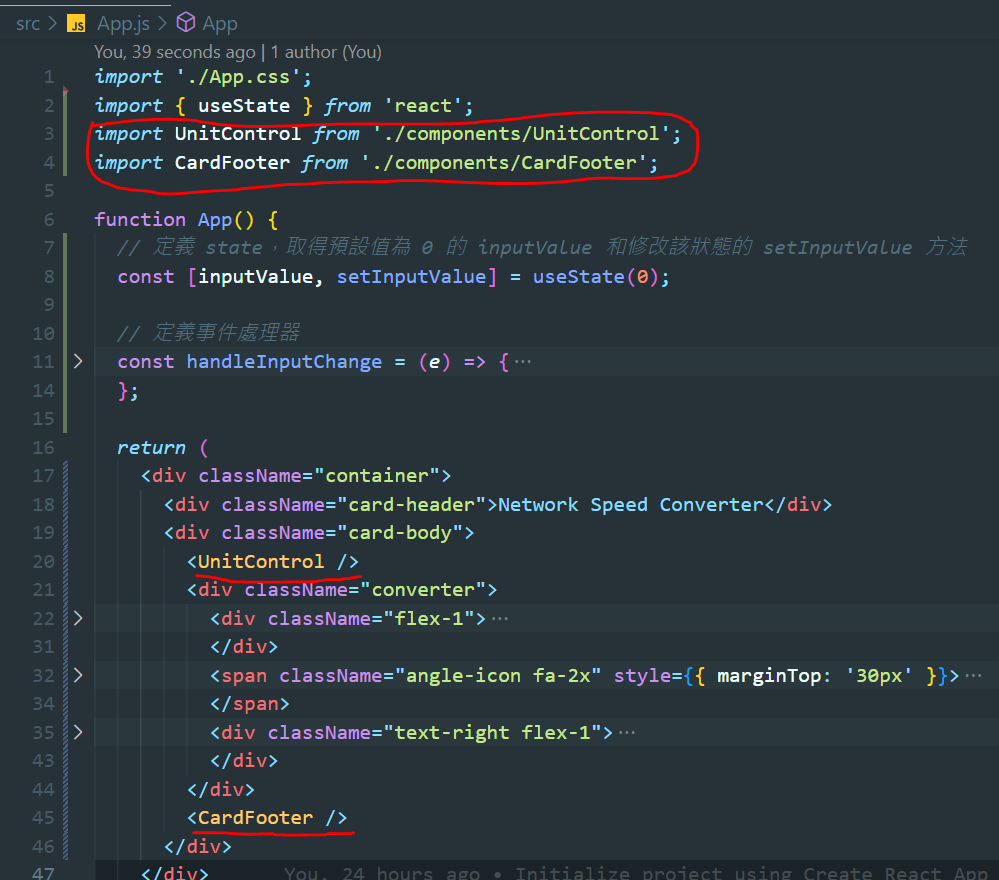 src > JS App.js > App
You, 39 seconds ago | 1 author (You)
1 import './App.css';
2 import { useState } from 'react';
3 import UnitControl from './components/UnitControl';
4 import CardFooter from './components/CardFooter';
5
6 function App() {
7 // 定義 state,取得預設值為 0 的 inputValue 和修改該狀態的 setInputValue 方法
8 const [inputValue, setInputValue] = useState(0);
9
10 // 定義事件處理器
11 const handleInputChange = (e) => { ⋯
14 };
15
16 return (
17 <div className="container">
18 <div className="card-header">Network Speed Converter</div>
19 <div className="card-body">
20 <UnitControl />
21 <div className="converter">
22 <div className="flex-1"> ⋯
31 </div>
32 <span className="angle-icon fa-2x" style={{ marginTop: '30px' }}> ⋯
34 </span>
35 <div className="text-right flex-1"> ⋯
43 </div>
44 </div>
45 <CardFooter />
46 </div>
47 </div> You, 24 hours ago • Initialize project using Create React App